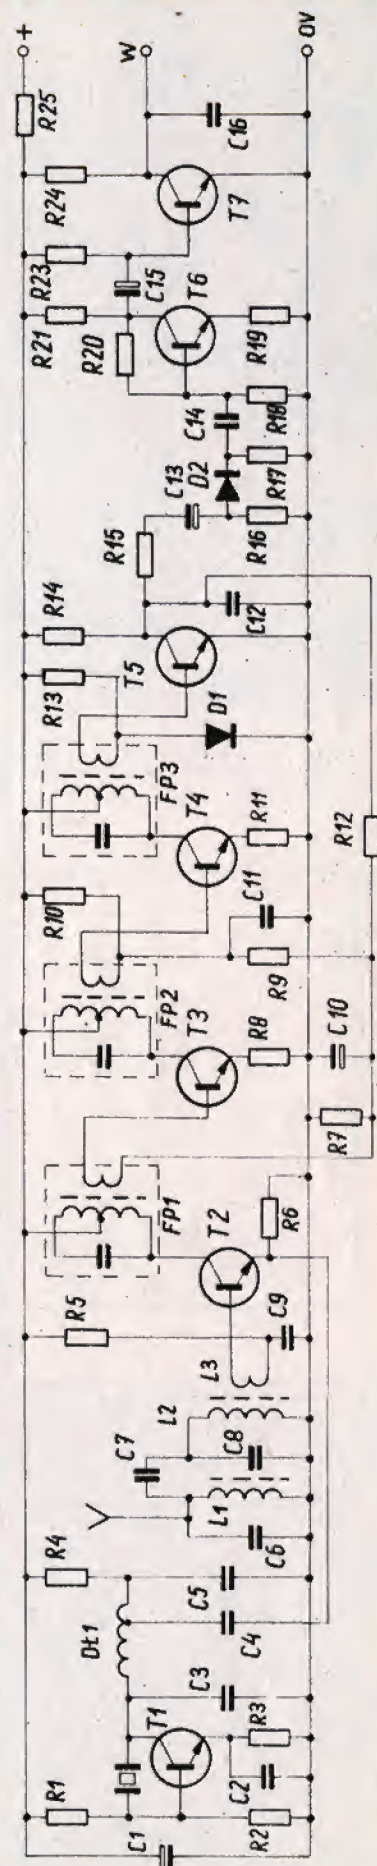 C1
R1
R2
T1
C2
R3
C3
Dł1
R4
C5
C4
C6
L1
C7
C8
L2
L3
R5
C9
T2
R6
FP1
R7
C10
T3
R8
FP2
R9
R10
C11
T4
R11
FP3
R12
R13
D1
T5
R14
C12
R15
R16
C13
D2
R17
C14
R18
R19
T6
R20
R21
C15
R23
T7
R24
C16
R25
+
W
0V